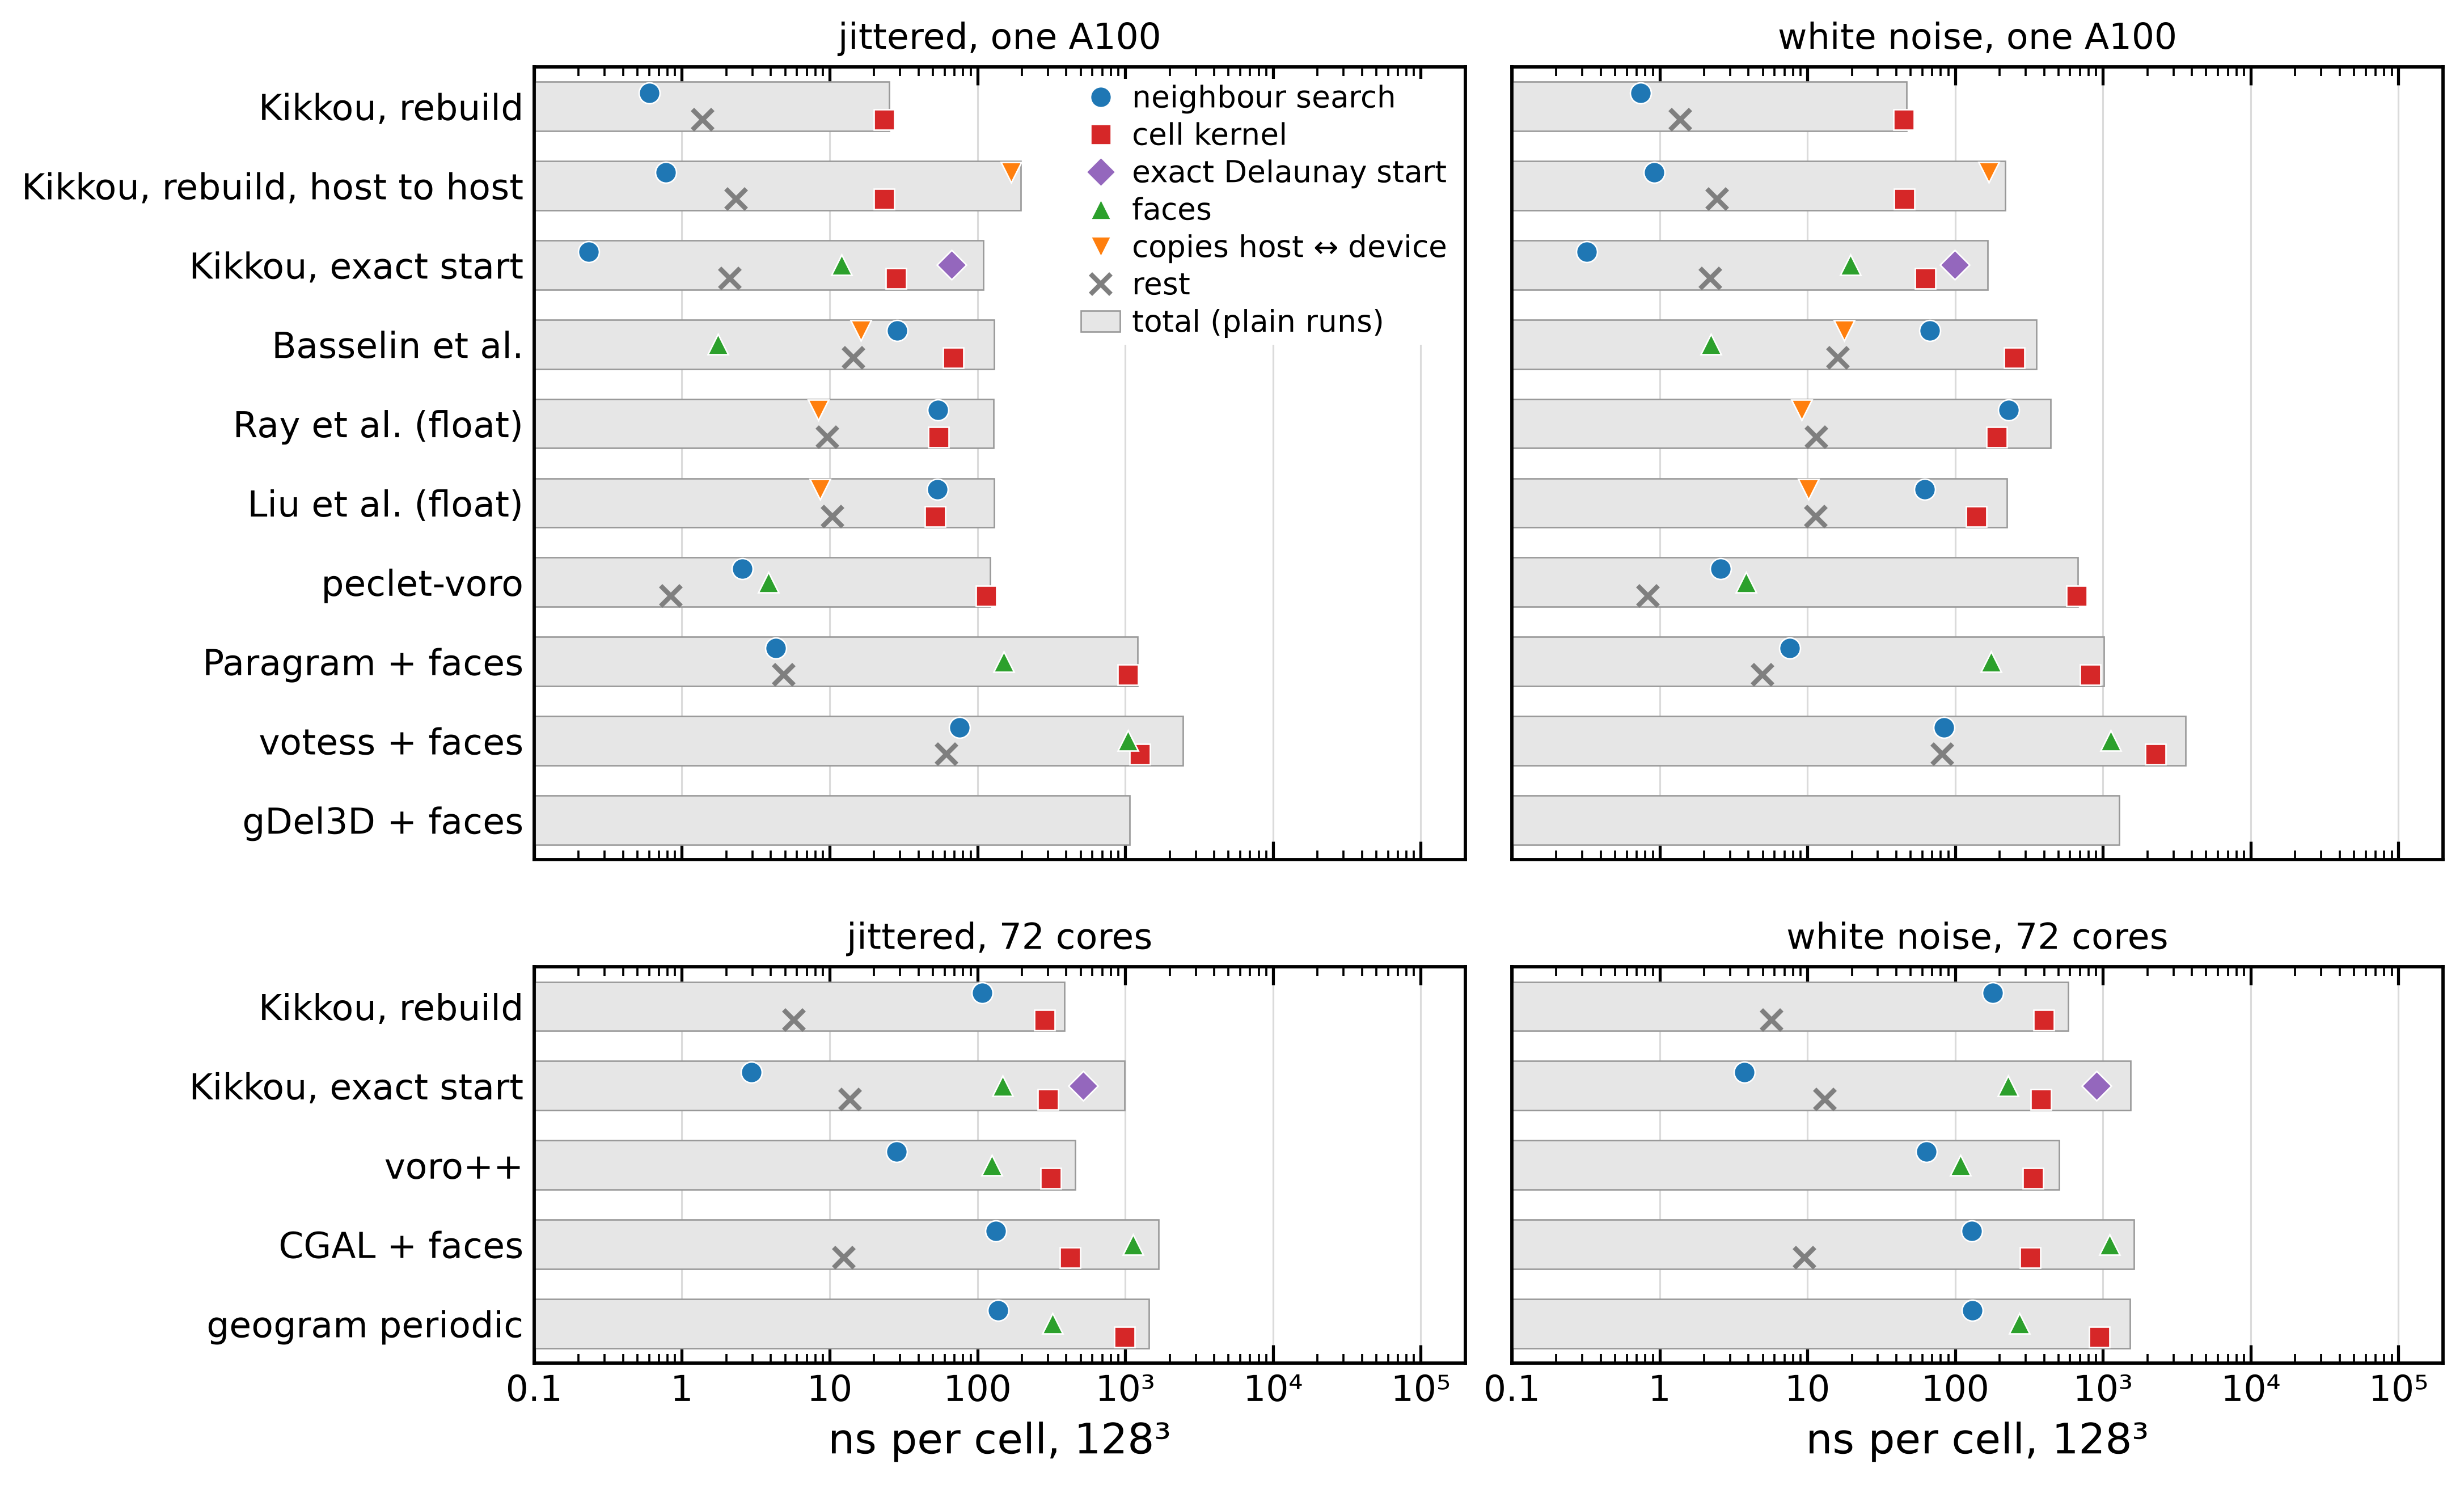 jittered, one A100
white noise, one A100
Kikkou, rebuild
Kikkou, rebuild, host to host
Kikkou, exact start
Basselin et al.
Ray et al. (float)
Liu et al. (float)
peclet-voro
Paragram + faces
votess + faces
gDel3D + faces
neighbour search
cell kernel
exact Delaunay start
faces
copies host ↔ device
rest
total (plain runs)
jittered, 72 cores
white noise, 72 cores
Kikkou, rebuild
Kikkou, exact start
voro++
CGAL + faces
geogram periodic
0.1 1 10 100 10³ 10⁴ 10⁵
0.1 1 10 100 10³ 10⁴ 10⁵
ns per cell, 128³
ns per cell, 128³